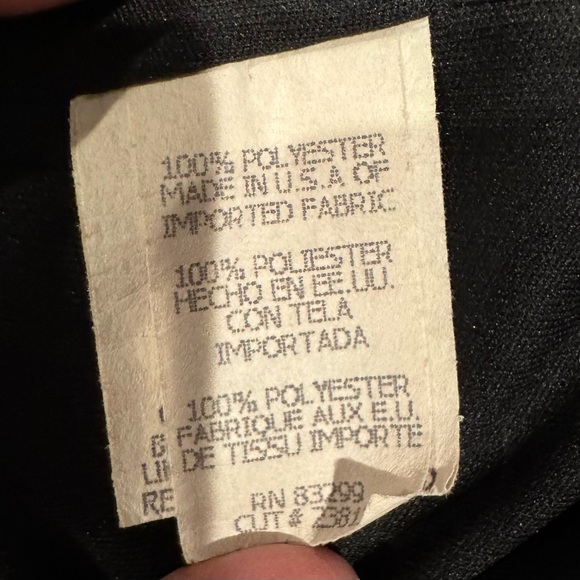 100% POLYESTER
MADE IN U.S.A OF
IMPORTED FABRIC
100% POLIESTER
HECHO EN EE.UU.
CON TELA
IMPORTADA
100% POLYESTER
FABRIQUE AUX E.U.
DE TISSU IMPORTE
RN 83299
CUT # 2381